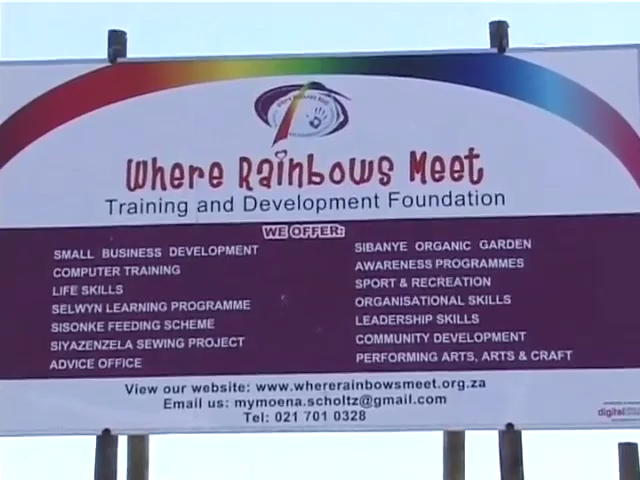 Where Rainbows Meet
Training and Development Foundation
WE OFFER:
SMALL BUSINESS DEVELOPMENT
COMPUTER TRAINING
LIFE SKILLS
SELWYN LEARNING PROGRAMME
SISONKE FEEDING SCHEME
SIYAZENZELA SEWING PROJECT
ADVICE OFFICE
SIBANYE ORGANIC GARDEN
AWARENESS PROGRAMMES
SPORT & RECREATION
ORGANISATIONAL SKILLS
LEADERSHIP SKILLS
COMMUNITY DEVELOPMENT
PERFORMING ARTS, ARTS & CRAFT
View our website: www.whererainbowsmeet.org.za
Email us: mymoena.scholtz@gmail.com
Tel: 021 701 0328
digital